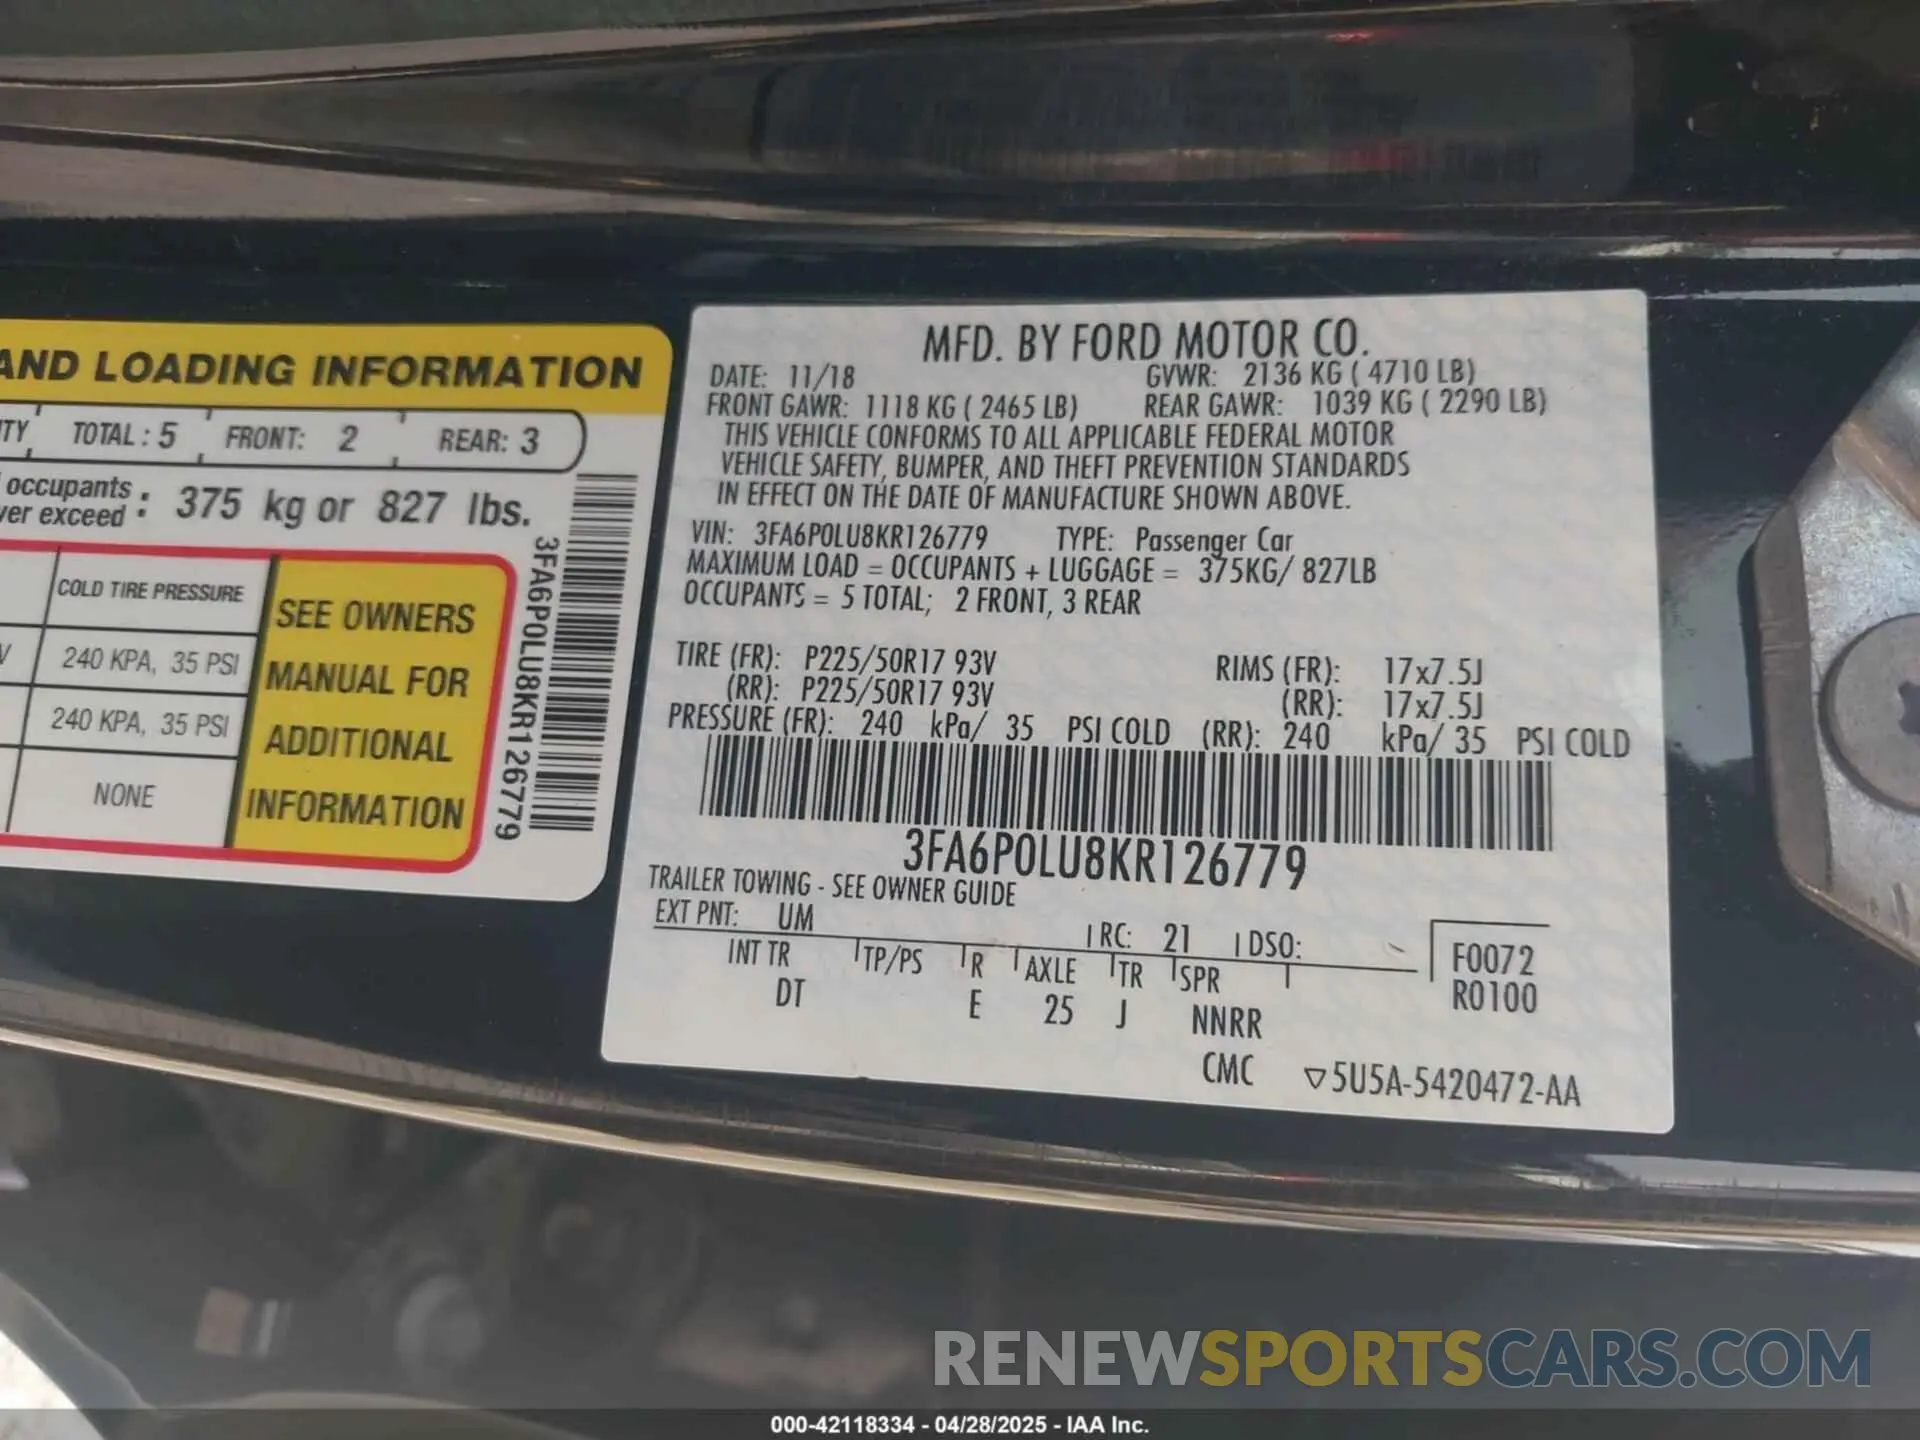 AND LOADING INFORMATION
TOTAL : 5 FRONT: 2 REAR: 3
occupants
exceed : 375 kg or 827 lbs.
COLD TIRE PRESSURE
240 KPA, 35 PSI
240 KPA, 35 PSI
NONE
SEE OWNERS
MANUAL FOR
ADDITIONAL
INFORMATION
3FA6P0LU8KR126779
MFD. BY FORD MOTOR CO.
DATE: 11/18 GVWR: 2136 KG ( 4710 LB)
FRONT GAWR: 1118 KG ( 2465 LB) REAR GAWR: 1039 KG ( 2290 LB)
THIS VEHICLE CONFORMS TO ALL APPLICABLE FEDERAL MOTOR
VEHICLE SAFETY, BUMPER, AND THEFT PREVENTION STANDARDS
IN EFFECT ON THE DATE OF MANUFACTURE SHOWN ABOVE.
VIN: 3FA6P0LU8KR126779 TYPE: Passenger Car
MAXIMUM LOAD = OCCUPANTS + LUGGAGE = 375KG/ 827LB
OCCUPANTS = 5 TOTAL; 2 FRONT, 3 REAR
TIRE (FR): P225/50R17 93V RIMS (FR): 17x7.5J
(RR): P225/50R17 93V (RR): 17x7.5J
PRESSURE (FR): 240 kPa/ 35 PSI COLD (RR): 240 kPa/ 35 PSI COLD
3FA6P0LU8KR126779
TRAILER TOWING - SEE OWNER GUIDE
EXT PNT: UM RC: 21 DSO:
INT TR TP/PS R AXLE TR SPR
DT E 25 J NNRR
F0072
R0100
CMC ▽5U5A-5420472-AA
RENEWSPORTSCARS.COM
000-42118334 - 04/28/2025 - IAA Inc.